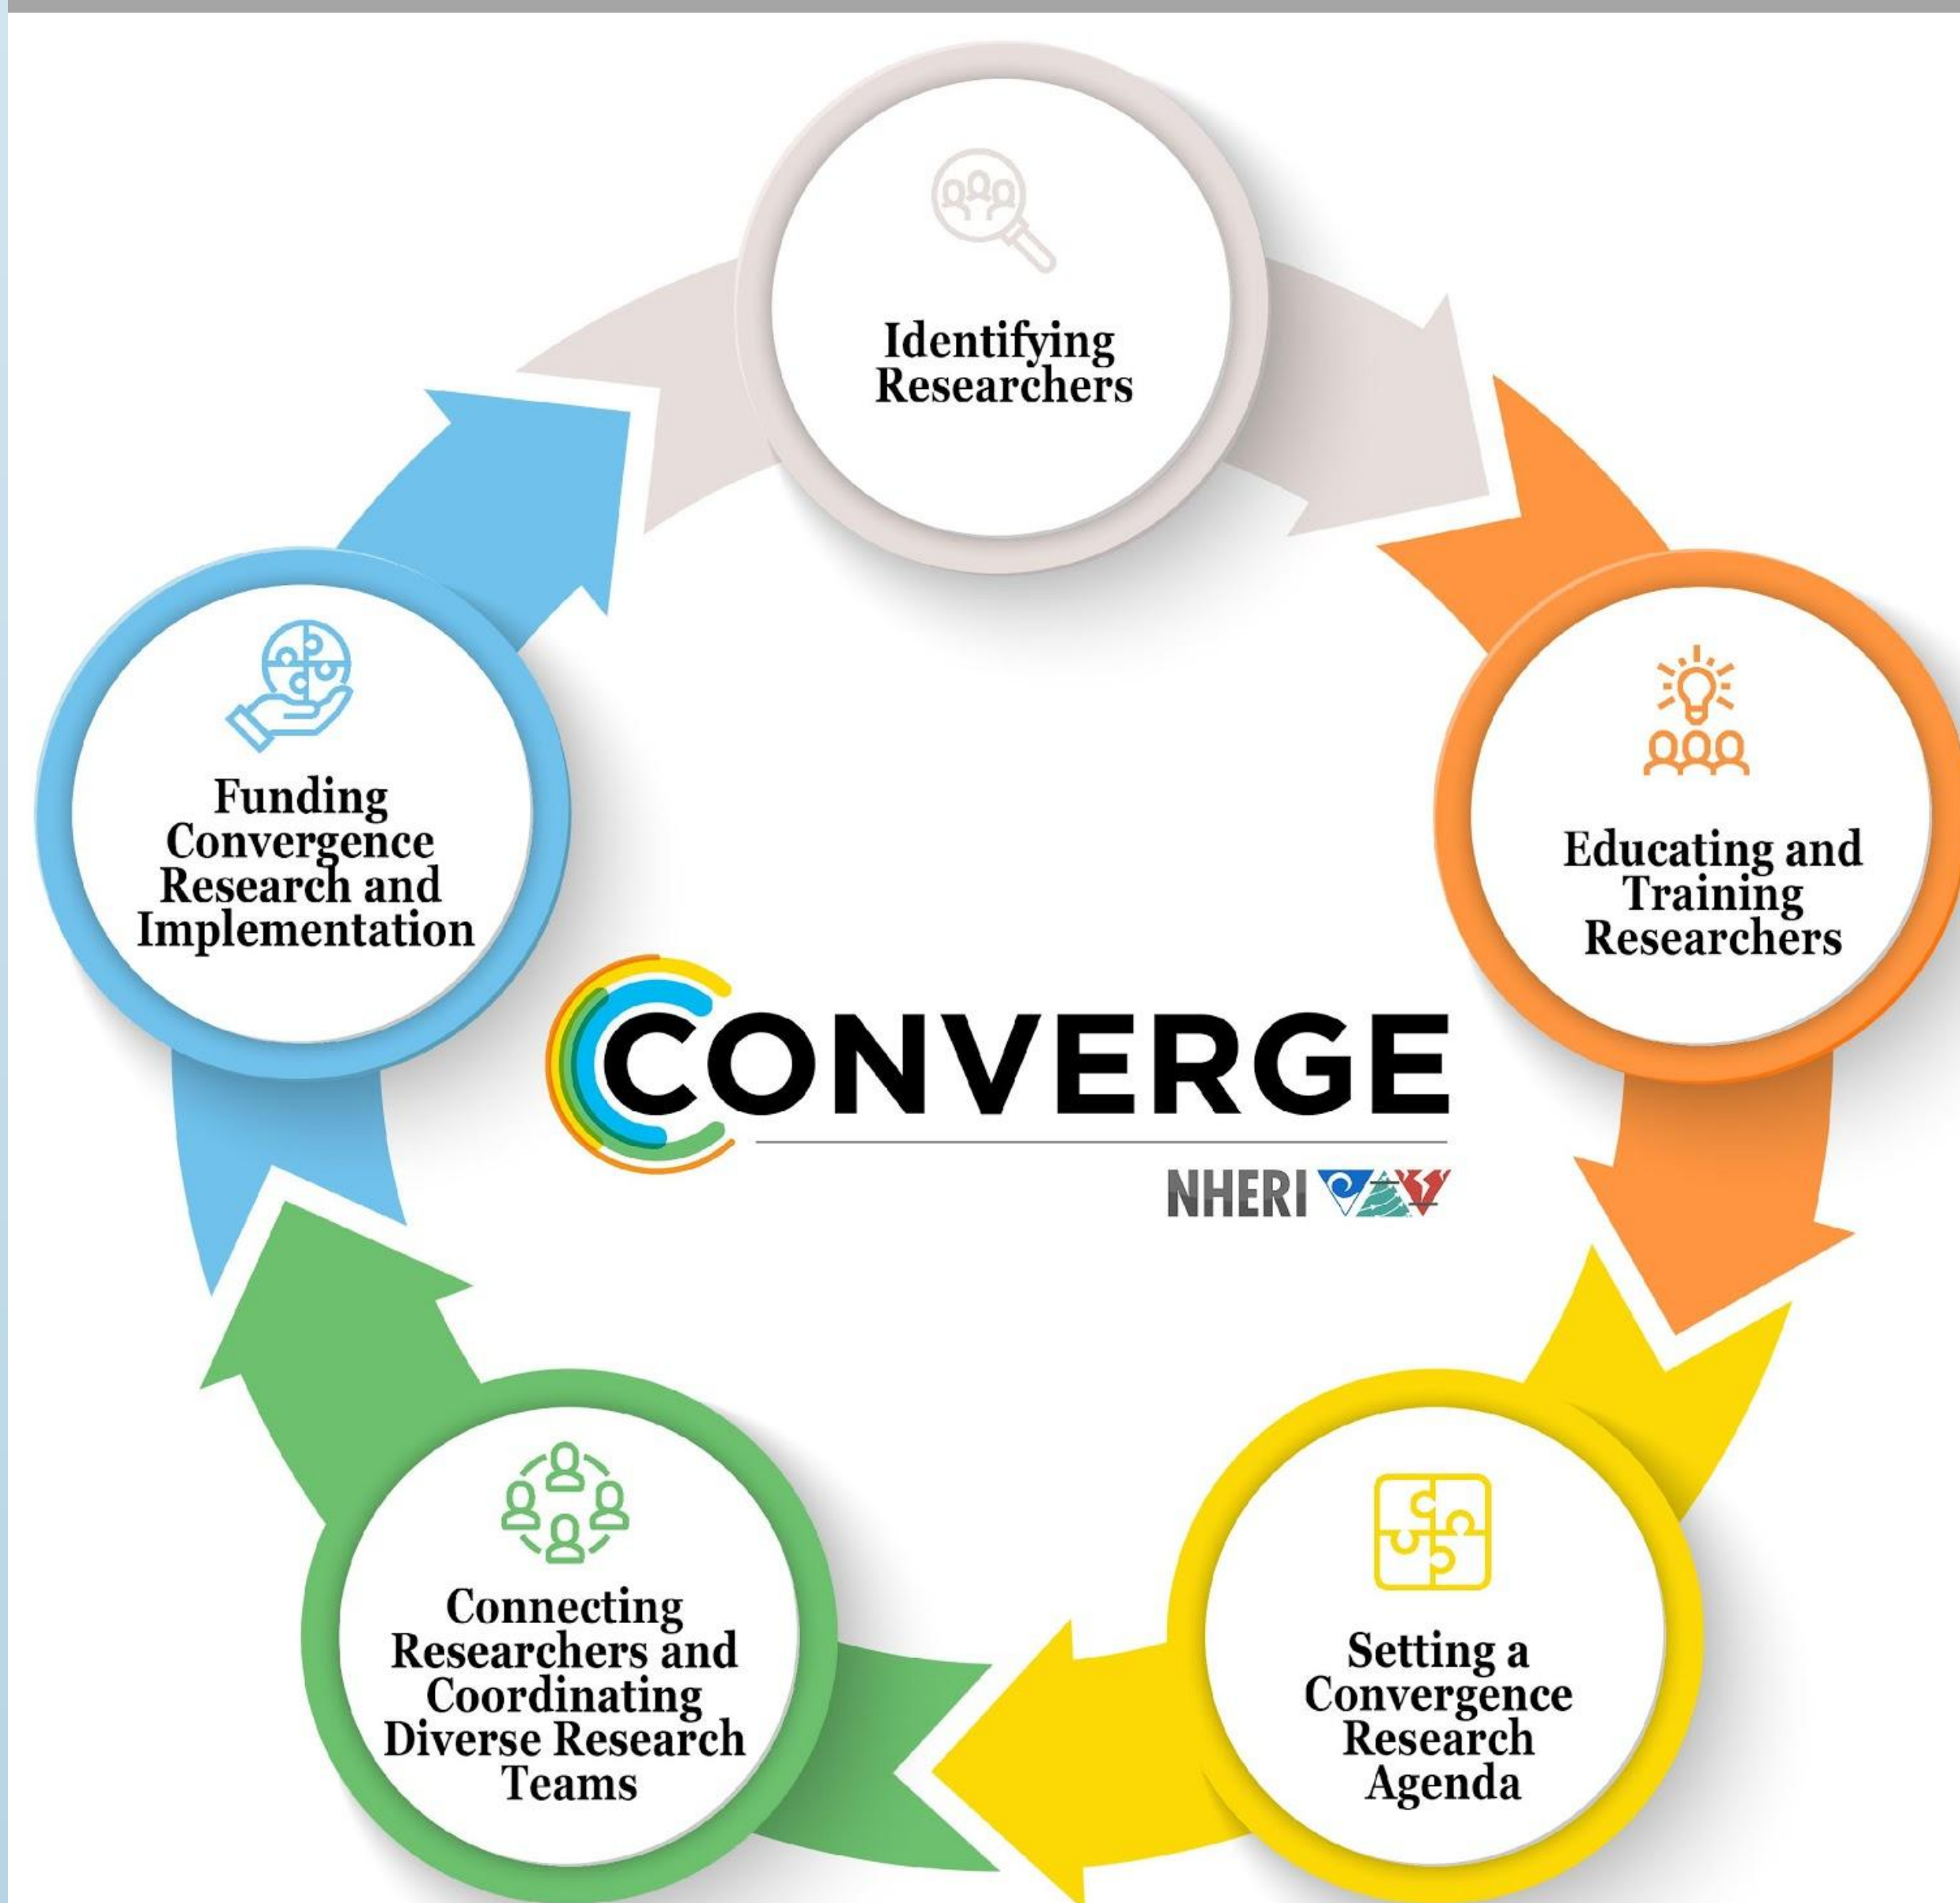 Identifying
Researchers
Educating and
Training
Researchers
Setting a
Convergence
Research
Agenda
Connecting
Researchers and
Coordinating
Diverse Research
Teams
Funding
Convergence
Research and
Implementation
CONVERGE
NHERI